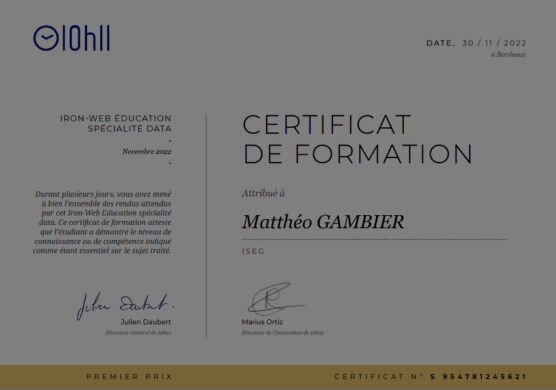 10h11
DATE, 30 / 11 / 2022
à Bordeaux
IRON-WEB ÉDUCATION
SPÉCIALITÉ DATA
-
Novembre 2022
-
Durant plusieurs jours, vous avez mené
à bien l'ensemble des rendus attendus
par cet Iron-Web Education spécialité
data. Ce certificat de formation atteste
que l'étudiant a démontré le niveau de
connaissance ou de compétence indiqué
comme étant essentiel sur le sujet traité.
Julien Daubert
Directeur Général de 10h11
CERTIFICAT
DE FORMATION
Attribué à
Matthéo GAMBIER
ISEG
Marius Ortiz
Directeur de l'innovation de 10h11
PREMIER PRIX
CERTIFICAT N° S 954781245621